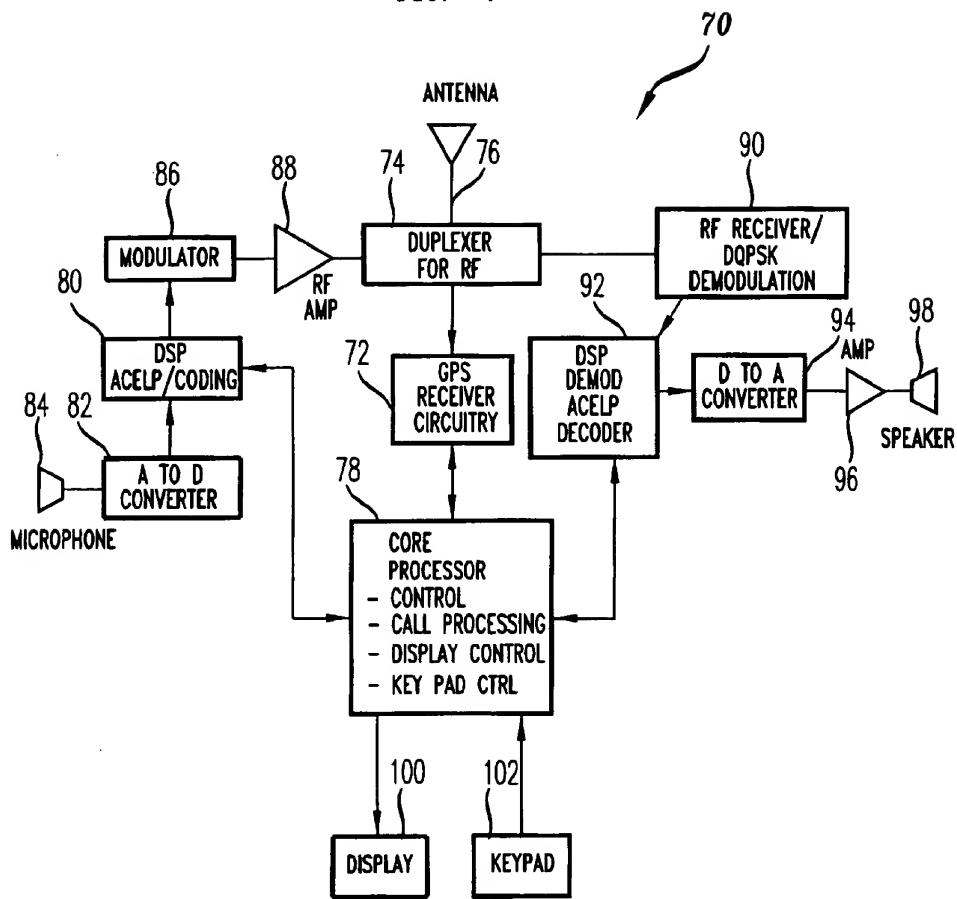 70
ANTENNA
76
74
90
88
86
MODULATOR
RF
AMP
DUPLEXER
FOR RF
RF RECEIVER/
DQPSK
DEMODULATION
80
DSP
ACELP/CODING
72
GPS
RECEIVER
CIRCUITRY
92
DSP
DEMOD
ACELP
DECODER
94
D TO A
CONVERTER
AMP
96
98
SPEAKER
84
MICROPHONE
82
A TO D
CONVERTER
78
CORE
PROCESSOR
- CONTROL
- CALL PROCESSING
- DISPLAY CONTROL
- KEY PAD CTRL
100
DISPLAY
102
KEYPAD